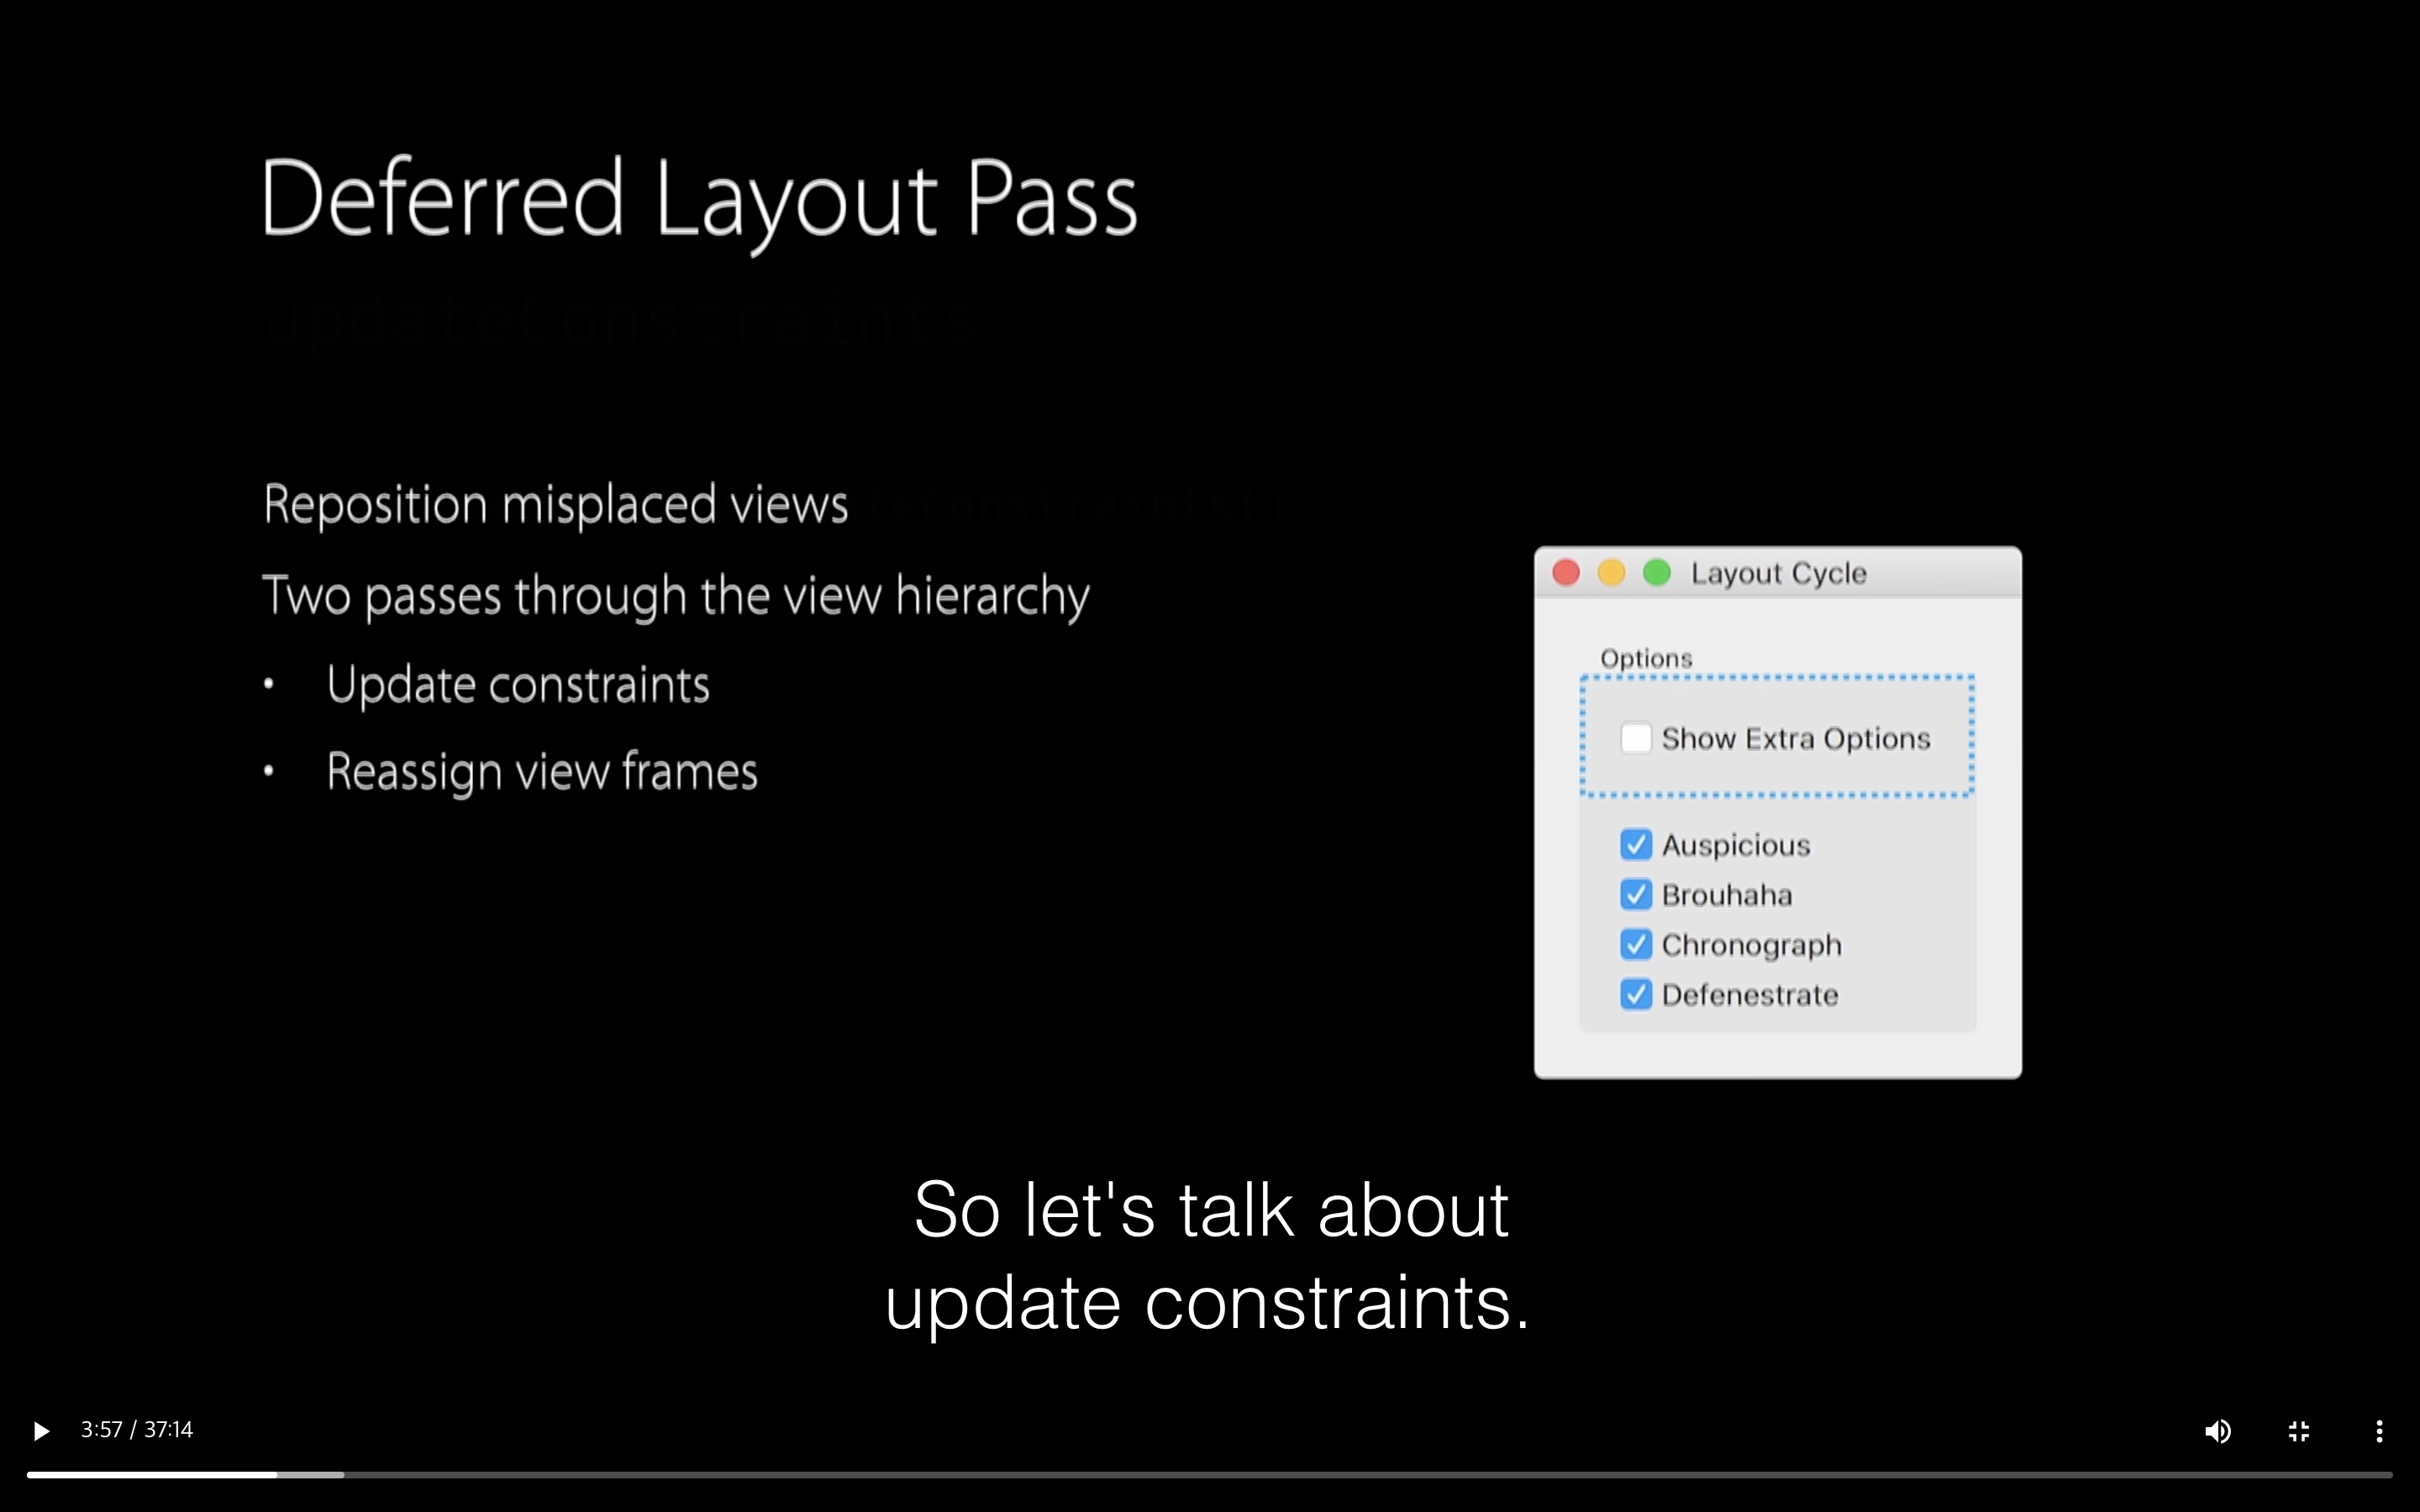 Deferred Layout Pass
updateConstraints
Reposition misplaced views
Two passes through the view hierarchy
• Update constraints
• Reassign view frames
Layout Cycle
Options
Show Extra Options
Auspicious
Brouhaha
Chronograph
Defenestrate
So let's talk about
update constraints.
3:57 / 37:14